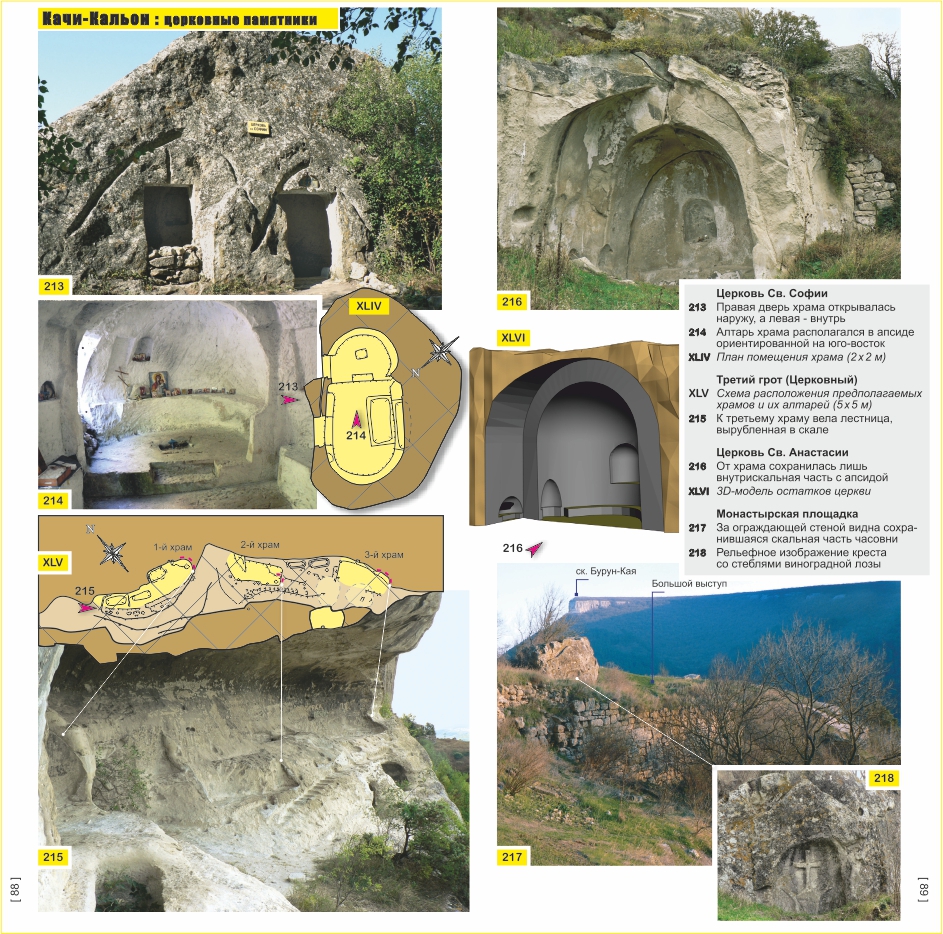 Качи-Кальон : церковные памятники
ЦЕРКОВЬ
СОФИИ
213
216
XLIV
N
213
214
214
XLVI
216
Церковь Св. Софии
213 Правая дверь храма открывалась
наружу, а левая - внутрь
214 Алтарь храма располагался в апсиде
ориентированной на юго-восток
XLIV План помещения храма (2 x 2 м)
Третий грот (Церковный)
XLV Схема расположения предполагаемых
храмов и их алтарей (5 x 5 м)
215 К третьему храму вела лестница,
вырубленная в скале
Церковь Св. Анастасии
216 От храма сохранилась лишь
внутрискальная часть с апсидой
XLVI 3D-модель остатков церкви
Монастырская площадка
217 За ограждающей стеной видна сохра-
нившаяся скальная часть часовни
218 Рельефное изображение креста
со стеблями виноградной лозы
XLV
N
1-й храм
2-й храм
3-й храм
215
215
ск. Бурун-Кая
Большой выступ
217
218
[ 88 ]
[ 89 ]